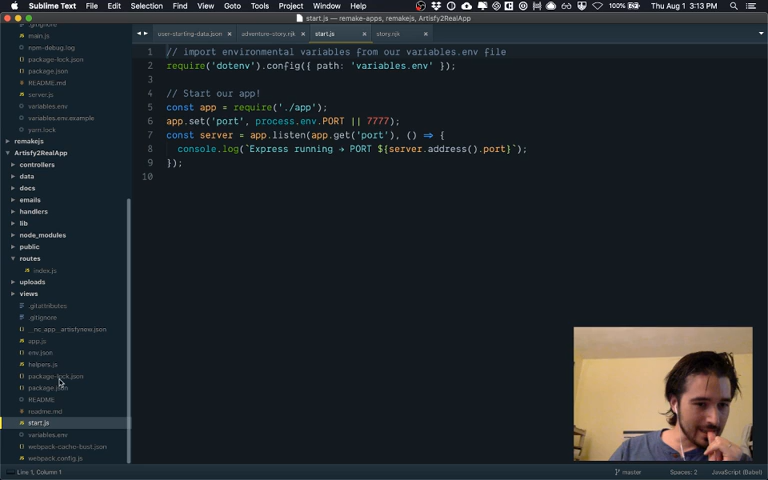 Sublime Text File Edit Selection Find View Goto Tools Project Window Help 100% Thu Aug 1 3:13 PM
start.js — remake-apps, remakejs, Artisfy2RealApp
user-starting-data.json adventure-story.njk start.js story.njk
.gitignore
main.js
npm-debug.log
package-lock.json
package.json
README.md
server.js
variables.env
variables.env.example
yarn.lock
remakejs
Artisfy2RealApp
controllers
data
docs
emails
handlers
lib
node_modules
public
routes
index.js
uploads
views
.gitattributes
.gitignore
__nc_app__artisfynew.json
app.js
env.json
helpers.js
package-lock.json
package.json
README
readme.md
start.js
variables.env
webpack-cache-bust.json
webpack.config.js
1 // import environmental variables from our variables.env file
2 require('dotenv').config({ path: 'variables.env' });
3
4 // Start our app!
5 const app = require('./app');
6 app.set('port', process.env.PORT || 7777);
7 const server = app.listen(app.get('port'), () => {
8 console.log(`Express running → PORT ${server.address().port}`);
9 });
10
Line 1, Column 1 master Spaces: 2 JavaScript (Babel)